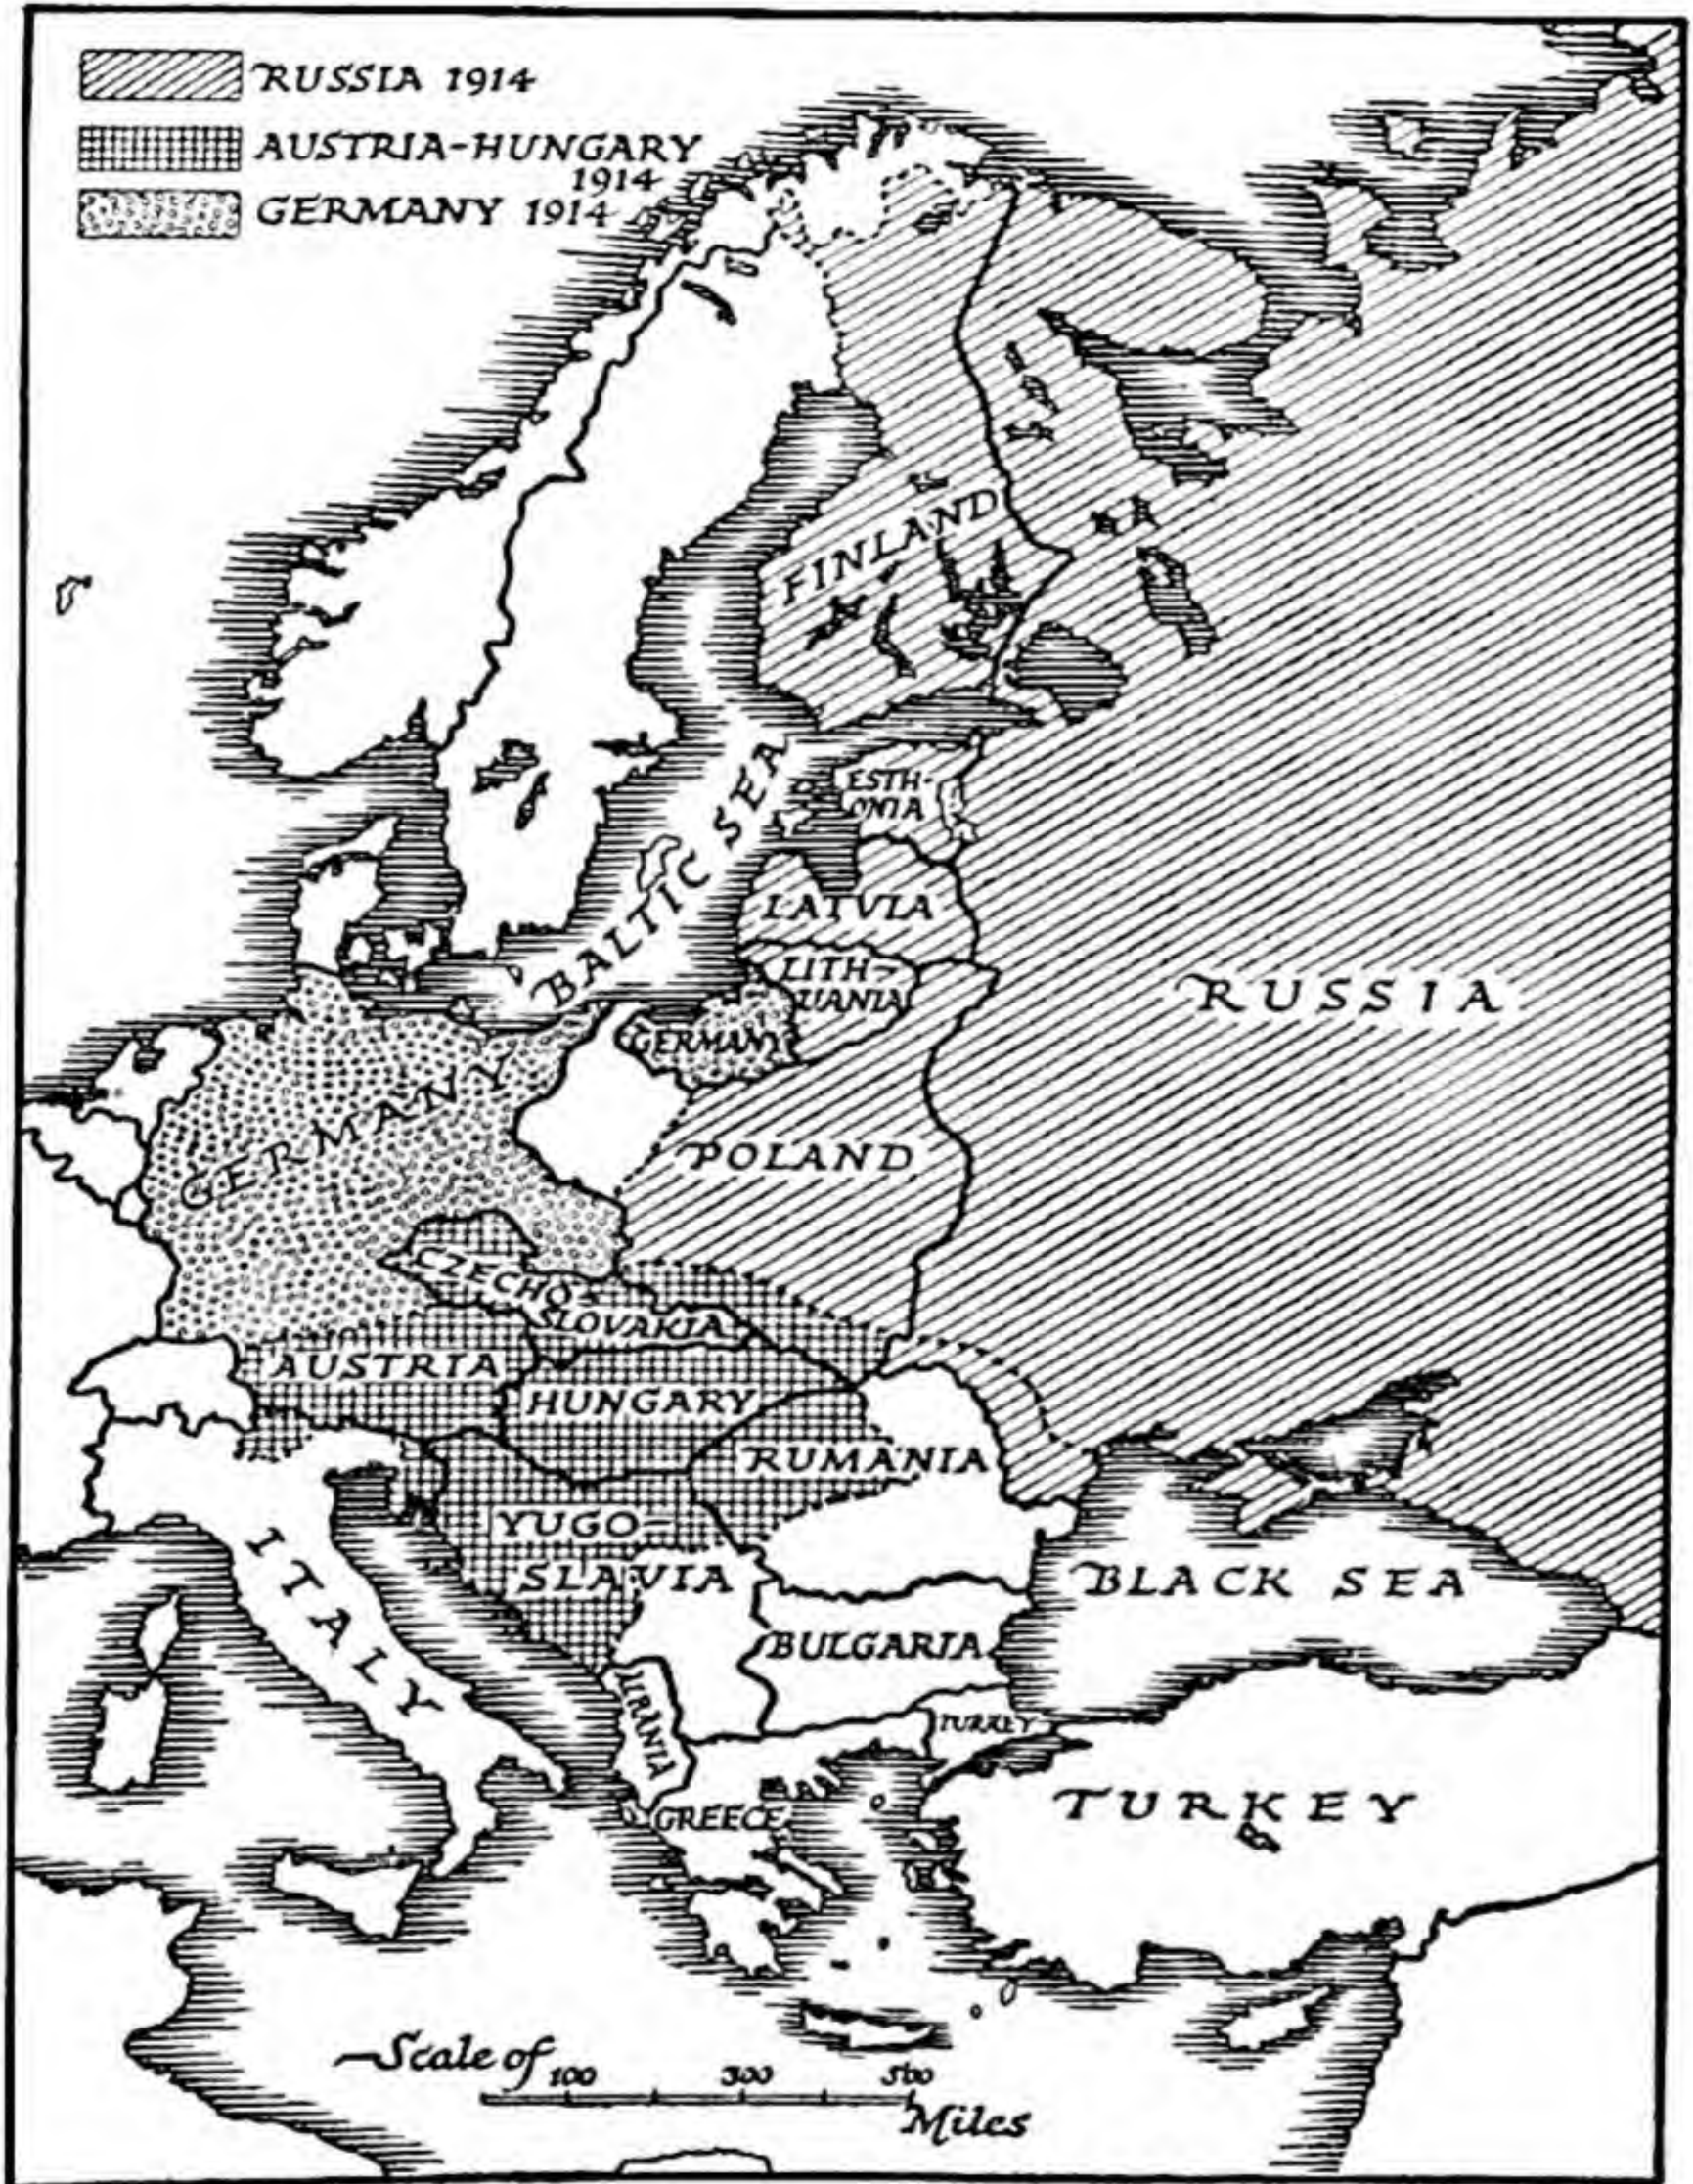 RUSSIA 1914
AUSTRIA-HUNGARY
1914
GERMANY 1914
FINLAND
BALTIC SEA
ESTH-
ONIA
LATVIA
LITH-
UANIA
RUSSIA
GERMANY
GERMANY
POLAND
CZECHO-
SLOVAKIA
AUSTRIA
HUNGARY
RUMANIA
YUGO-
SLAVIA
ITALY
BLACK SEA
BULGARIA
ALBANIA
TURKEY
TURKEY
GREECE
Scale of
100 300 500
Miles